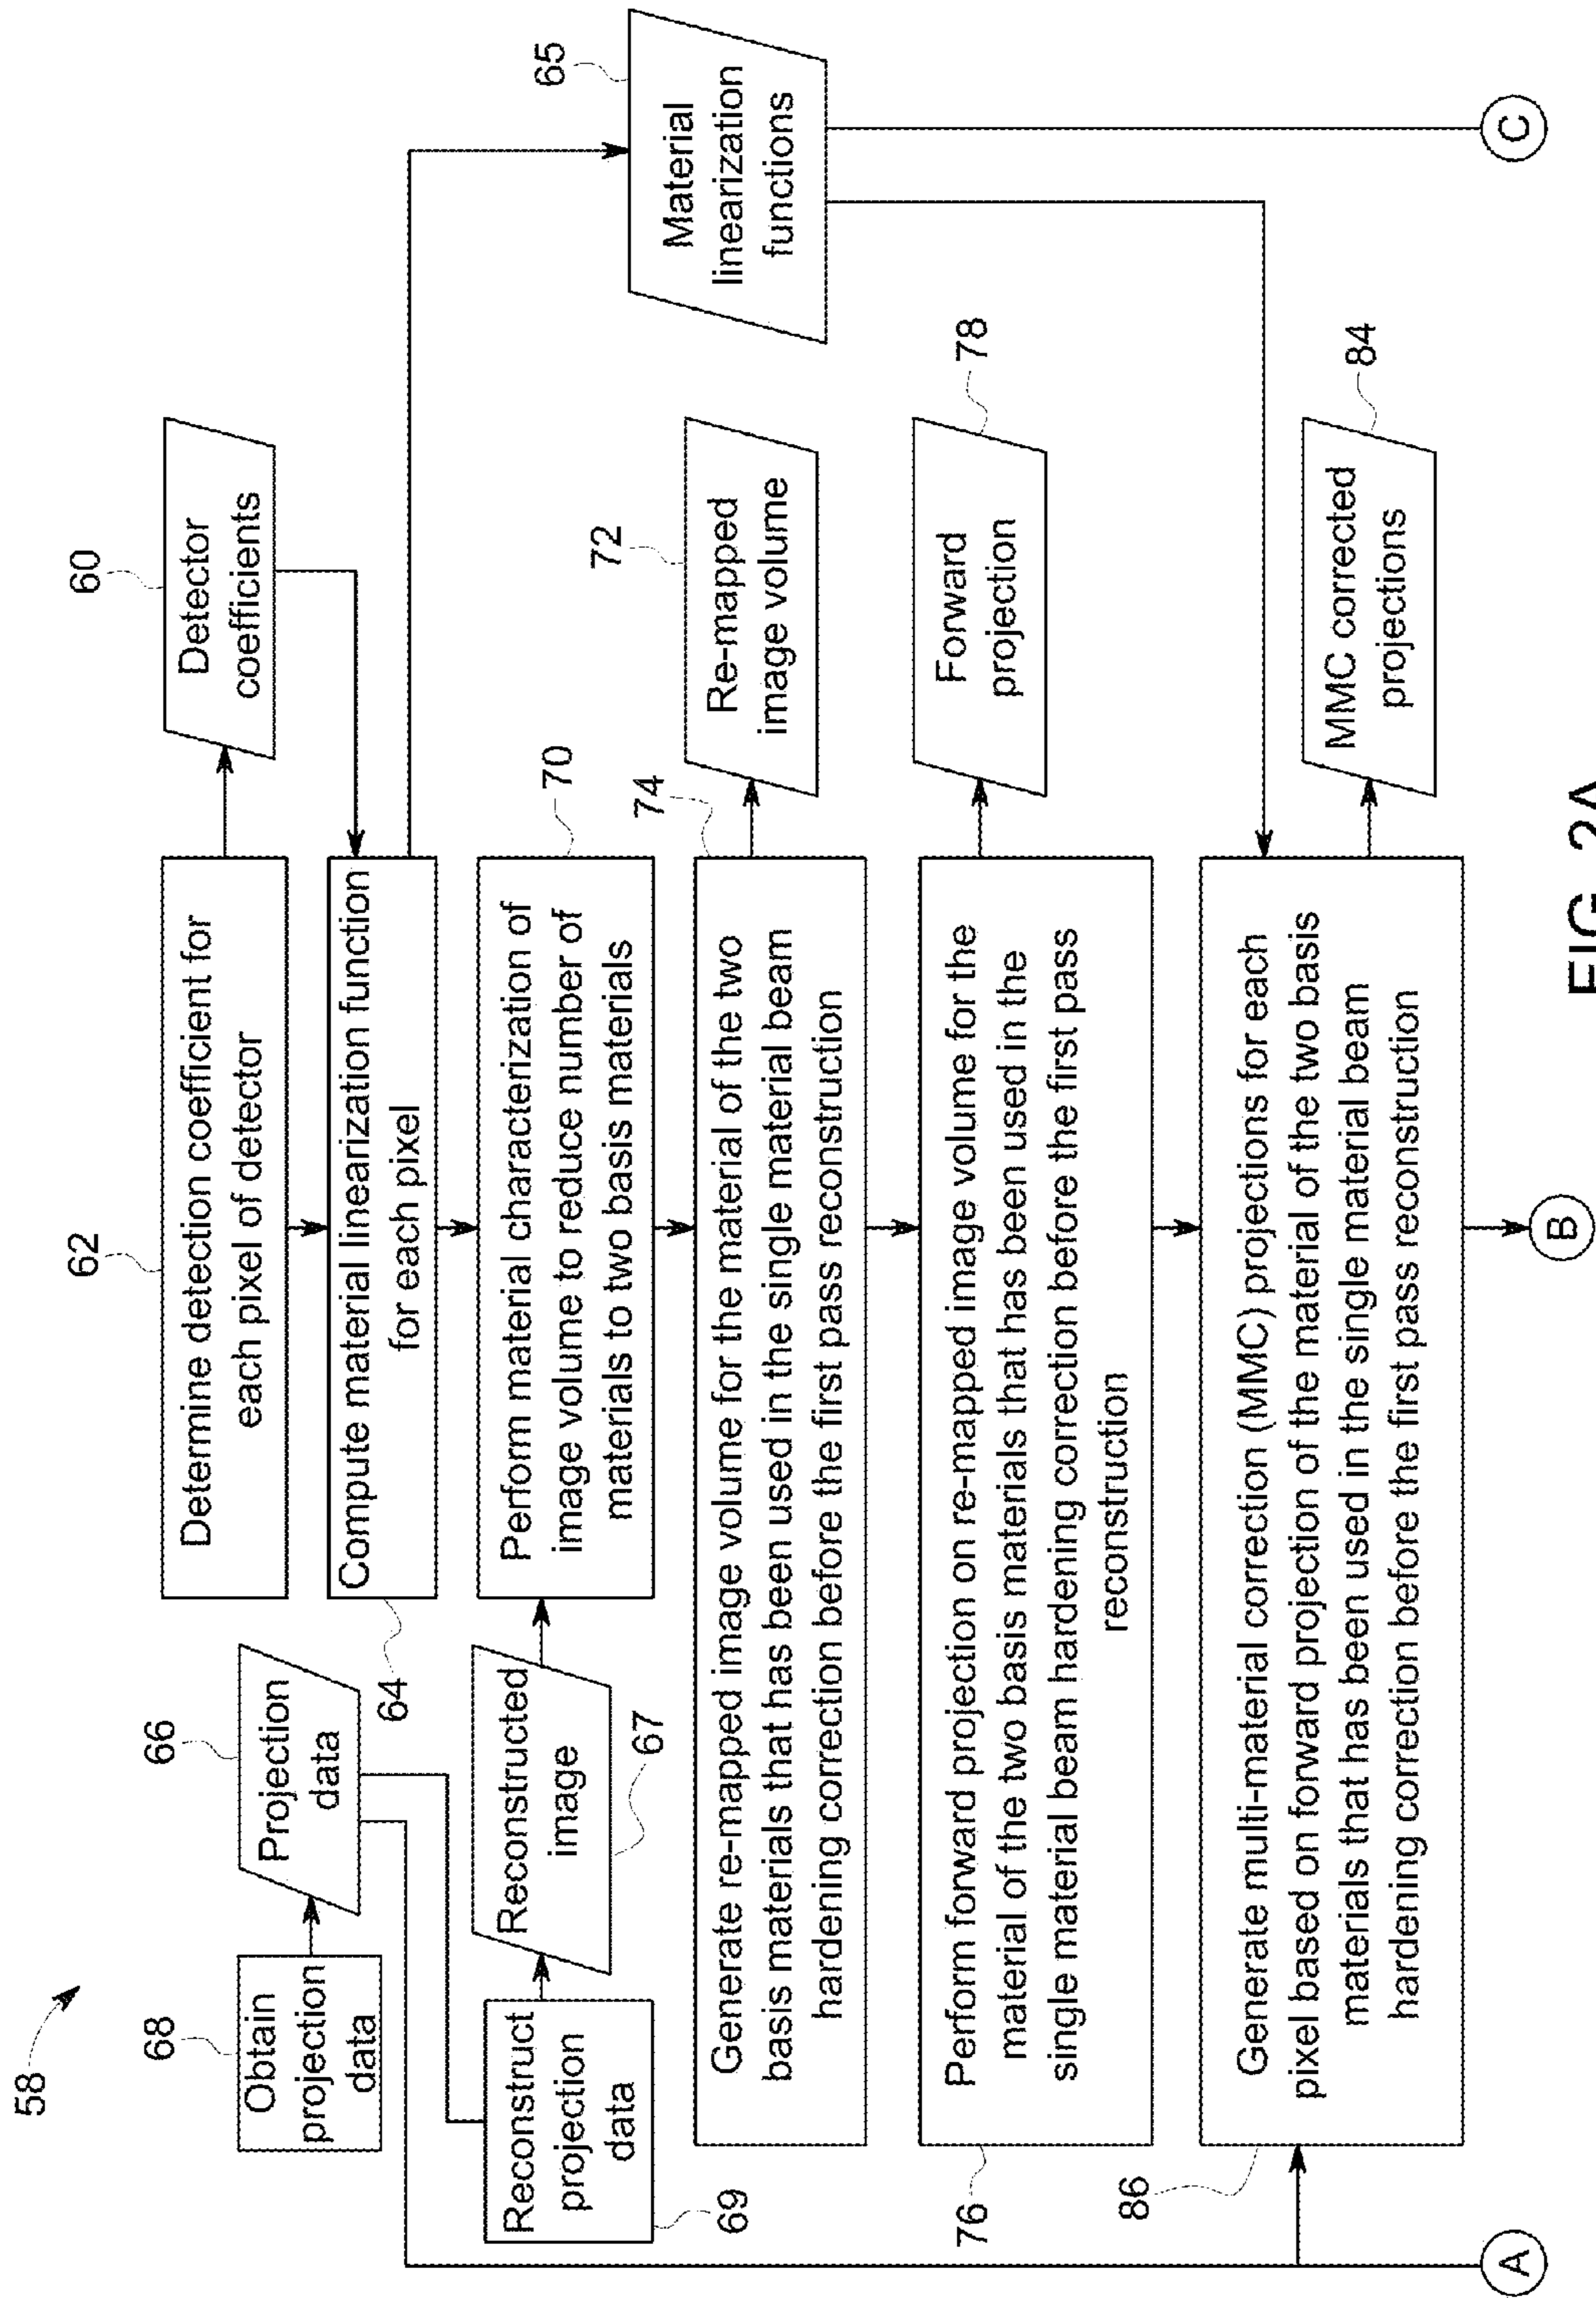 58
68
Obtain
projection
data
66
Projection
data
62
Determine detection coefficient for
each pixel of detector
60
Detector
coefficients
64
Compute material linearization function
for each pixel
65
Material
linearization
functions
69
Reconstruct
projection
data
67
Reconstructed
image
70
Perform material characterization of
image volume to reduce number of
materials to two basis materials
74
Generate re-mapped image volume for the material of the two
basis materials that has been used in the single material beam
hardening correction before the first pass reconstruction
72
Re-mapped
image volume
76
Perform forward projection on re-mapped image volume for the
material of the two basis materials that has been used in the
single material beam hardening correction before the first pass
reconstruction
78
Forward
projection
86
Generate multi-material correction (MMC) projections for each
pixel based on forward projection of the material of the two basis
materials that has been used in the single material beam
hardening correction before the first pass reconstruction
84
MMC corrected
projections
A
B
C
FIG. 2A